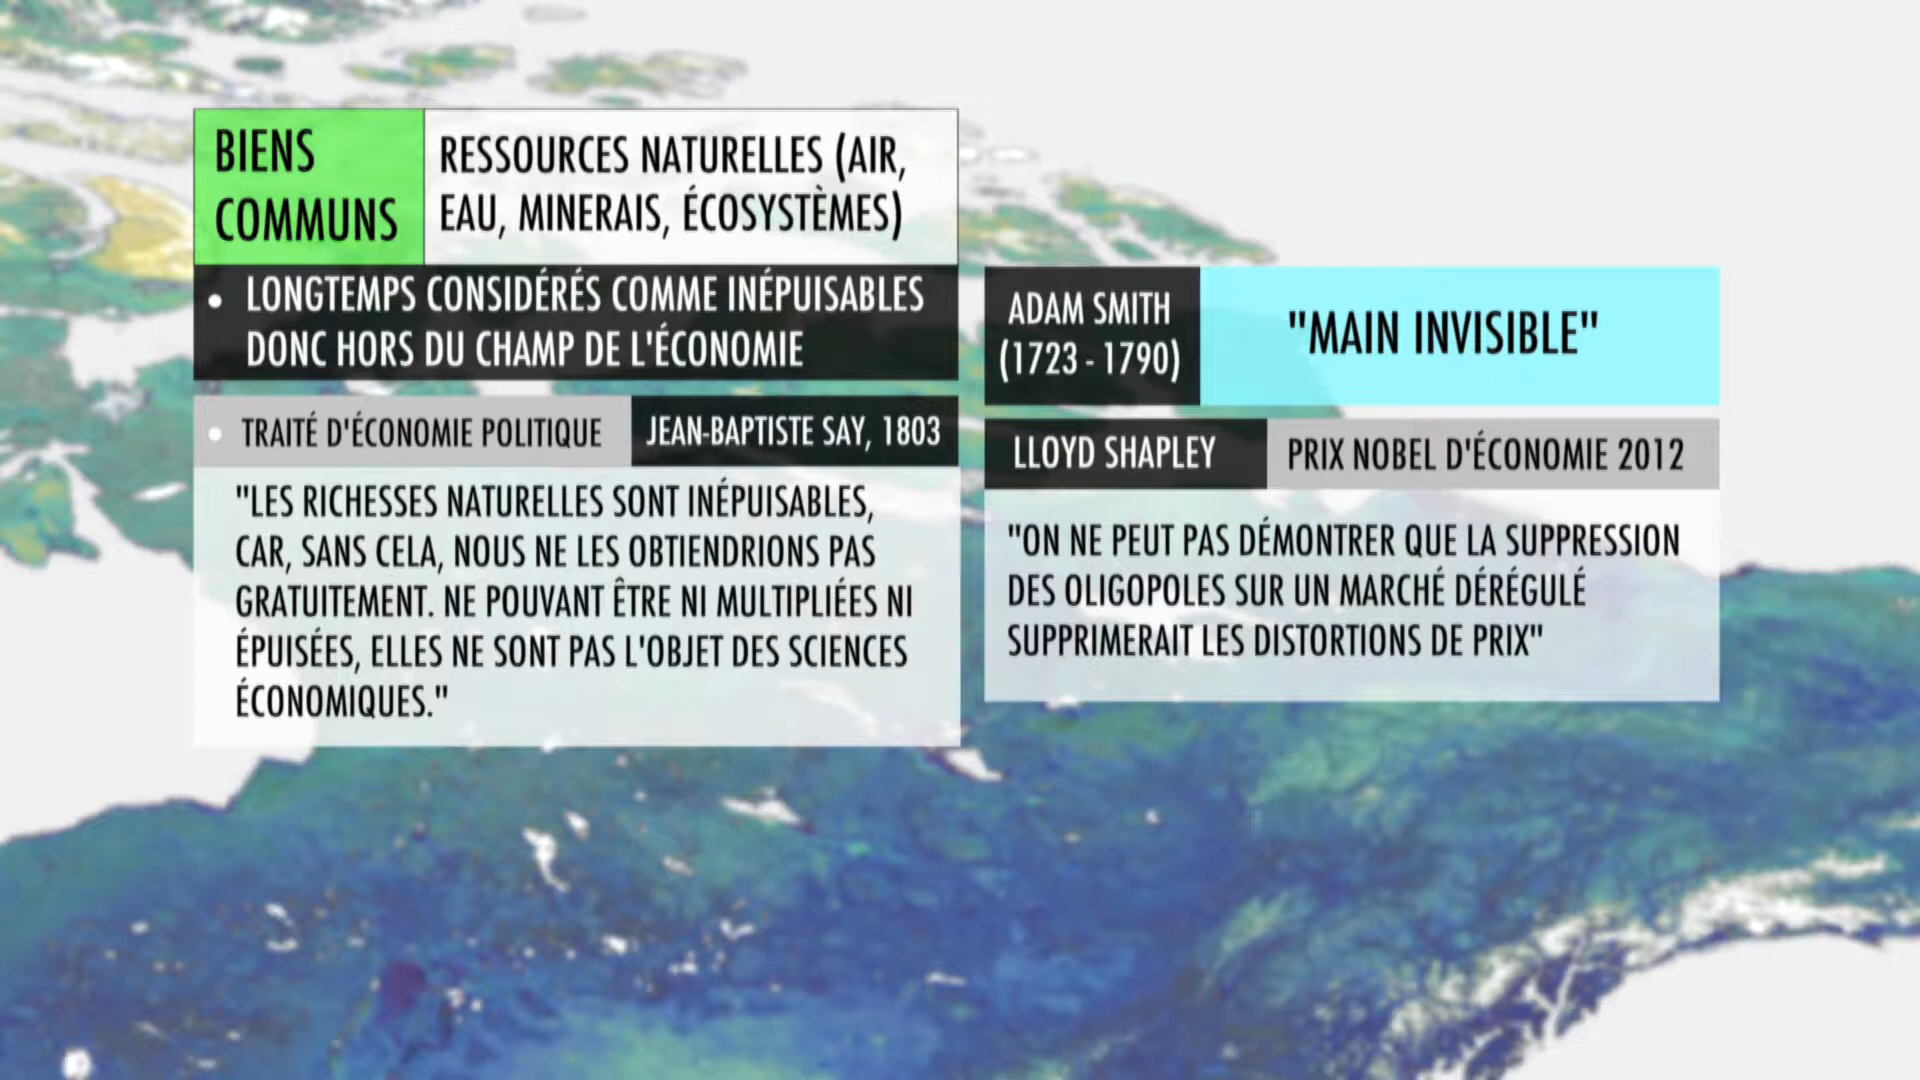 BIENS
COMMUNS
RESSOURCES NATURELLES (AIR,
EAU, MINERAIS, ÉCOSYSTÈMES)
• LONGTEMPS CONSIDÉRÉS COMME INÉPUISABLES
DONC HORS DU CHAMP DE L'ÉCONOMIE
• TRAITÉ D'ÉCONOMIE POLITIQUE
JEAN-BAPTISTE SAY, 1803
"LES RICHESSES NATURELLES SONT INÉPUISABLES,
CAR, SANS CELA, NOUS NE LES OBTIENDRIONS PAS
GRATUITEMENT. NE POUVANT ÊTRE NI MULTIPLIÉES NI
ÉPUISÉES, ELLES NE SONT PAS L'OBJET DES SCIENCES
ÉCONOMIQUES."
ADAM SMITH
(1723 - 1790)
"MAIN INVISIBLE"
LLOYD SHAPLEY
PRIX NOBEL D'ÉCONOMIE 2012
"ON NE PEUT PAS DÉMONTRER QUE LA SUPPRESSION
DES OLIGOPOLES SUR UN MARCHÉ DÉRÉGULÉ
SUPPRIMERAIT LES DISTORTIONS DE PRIX"